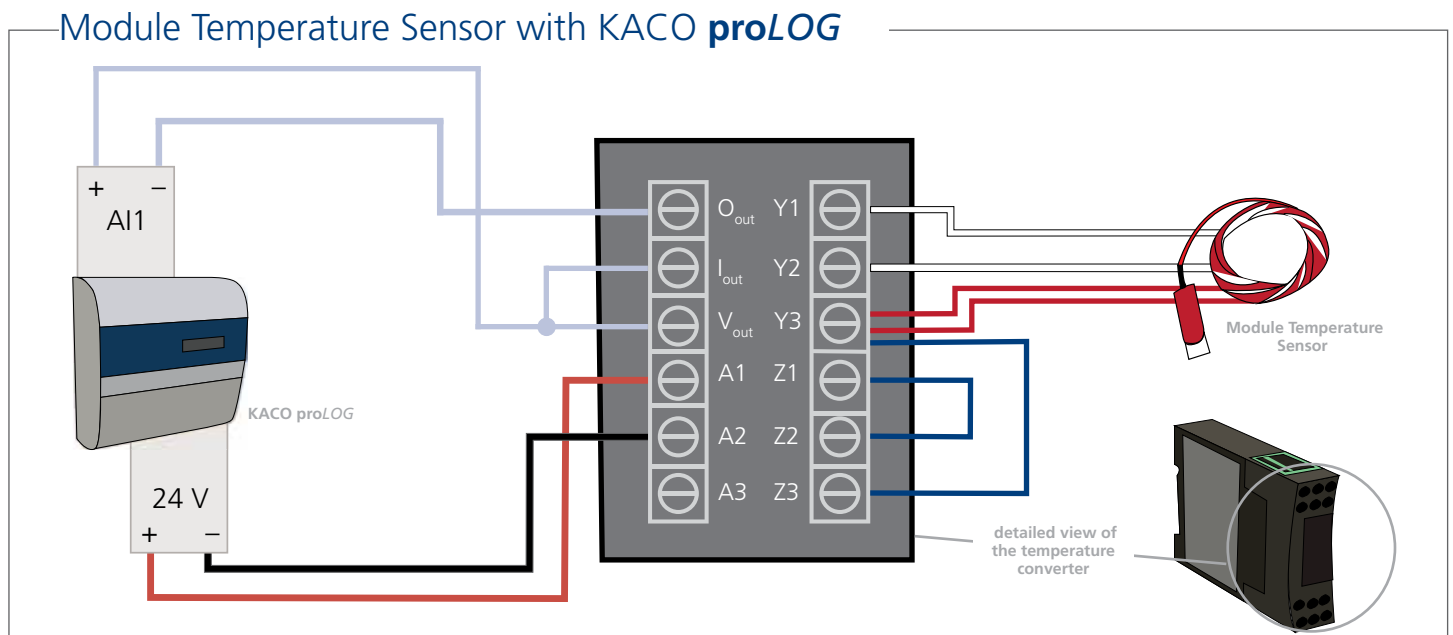 Module Temperature Sensor with KACO proLOG
+ –
AI1
KACO proLOG
24 V
+ –
Oout Y1
Iout Y2
Vout Y3
A1 Z1
A2 Z2
A3 Z3
Module Temperature
Sensor
detailed view of
the temperature
converter